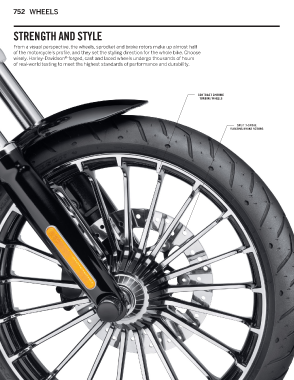 752 WHEELS
STRENGTH AND STYLE
From a visual perspective, the wheels, sprocket and brake rotors make up almost half
of the motorcycle's profile, and they set the styling direction for the whole bike. Choose
wisely. Harley-Davidson® forged, cast and laced wheels undergo thousands of hours
of real-world testing to meet the highest standards of performance and durability.